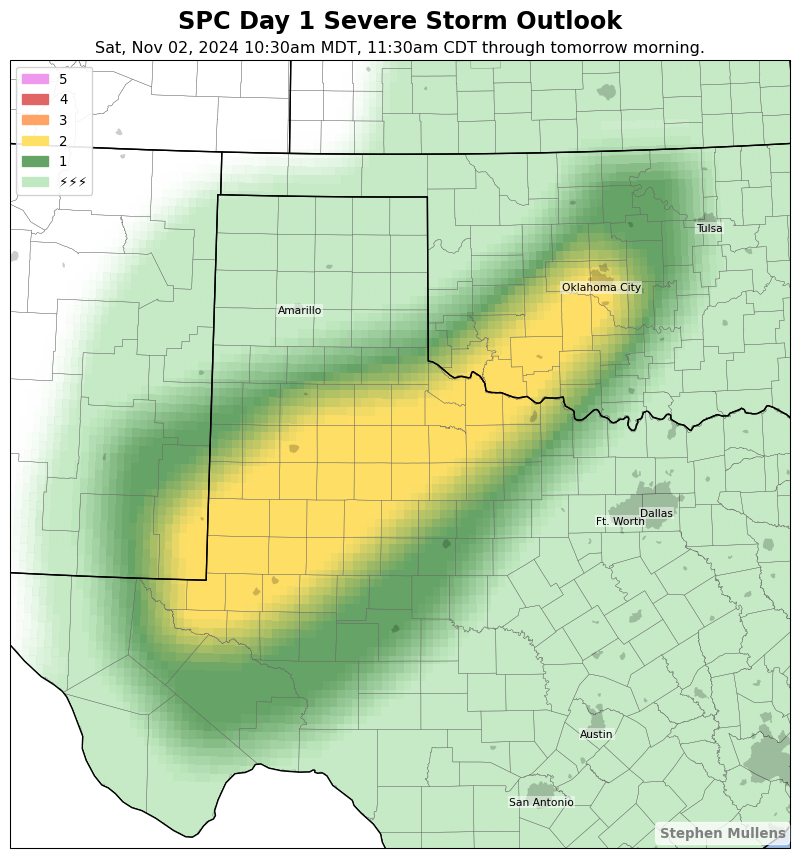 SPC Day 1 Severe Storm Outlook
Sat, Nov 02, 2024 10:30am MDT, 11:30am CDT through tomorrow morning.
5
4
3
2
1
⚡⚡⚡
Tulsa
Oklahoma City
Amarillo
Dallas
Ft. Worth
Austin
San Antonio
Stephen Mullens